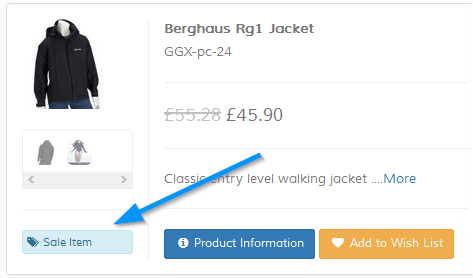 Berghaus Rg1 Jacket
GGX-pc-24
£55.28 £45.90
Classic entry level walking jacket ....More
Sale Item
Product Information
Add to Wish List